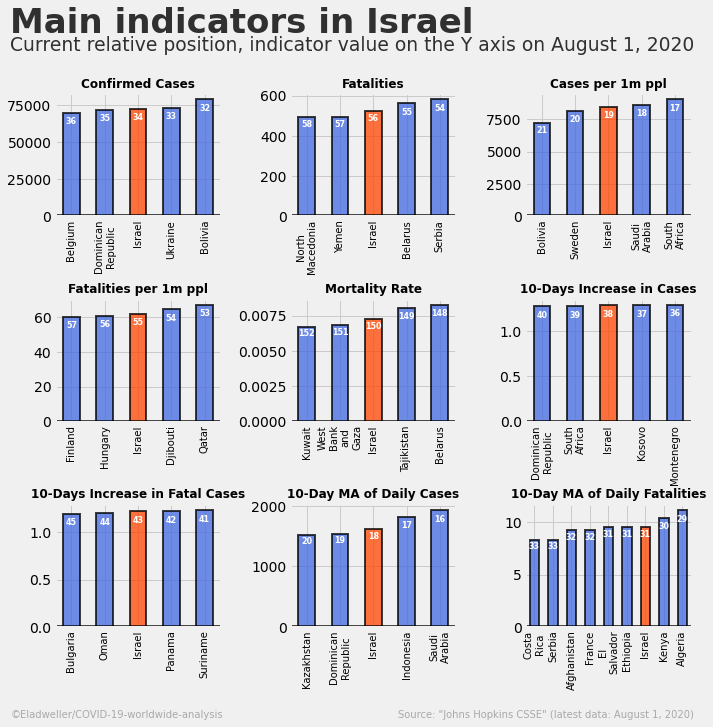 Main indicators in Israel
Current relative position, indicator value on the Y axis on August 1, 2020
Confirmed Cases
75000
50000
25000
0
36
35
34
33
32
Belgium
Dominican
Republic
Israel
Ukraine
Bolivia
Fatalities
600
400
200
0
58
57
56
55
54
North
Macedonia
Yemen
Israel
Belarus
Serbia
Cases per 1m ppl
7500
5000
2500
0
21
20
19
18
17
Bolivia
Sweden
Israel
Saudi
Arabia
South
Africa
Fatalities per 1m ppl
60
40
20
0
57
56
55
54
53
Finland
Hungary
Israel
Djibouti
Qatar
Mortality Rate
0.0075
0.0050
0.0025
0.0000
152
151
150
149
148
Kuwait
West
Bank
and
Gaza
Israel
Tajikistan
Belarus
10-Days Increase in Cases
1.0
0.5
0.0
40
39
38
37
36
Dominican
Republic
South
Africa
Israel
Kosovo
Montenegro
10-Days Increase in Fatal Cases
1.0
0.5
0.0
45
44
43
42
41
Bulgaria
Oman
Israel
Panama
Suriname
10-Day MA of Daily Cases
2000
1000
0
20
19
18
17
16
Kazakhstan
Dominican
Republic
Israel
Indonesia
Saudi
Arabia
10-Day MA of Daily Fatalities
10
5
0
33
33
32
32
31
31
31
30
29
Costa
Rica
Serbia
Afghanistan
France
El
Salvador
Ethiopia
Israel
Kenya
Algeria
©Eladweller/COVID-19-worldwide-analysis
Source: "Johns Hopkins CSSE" (latest data: August 1, 2020)